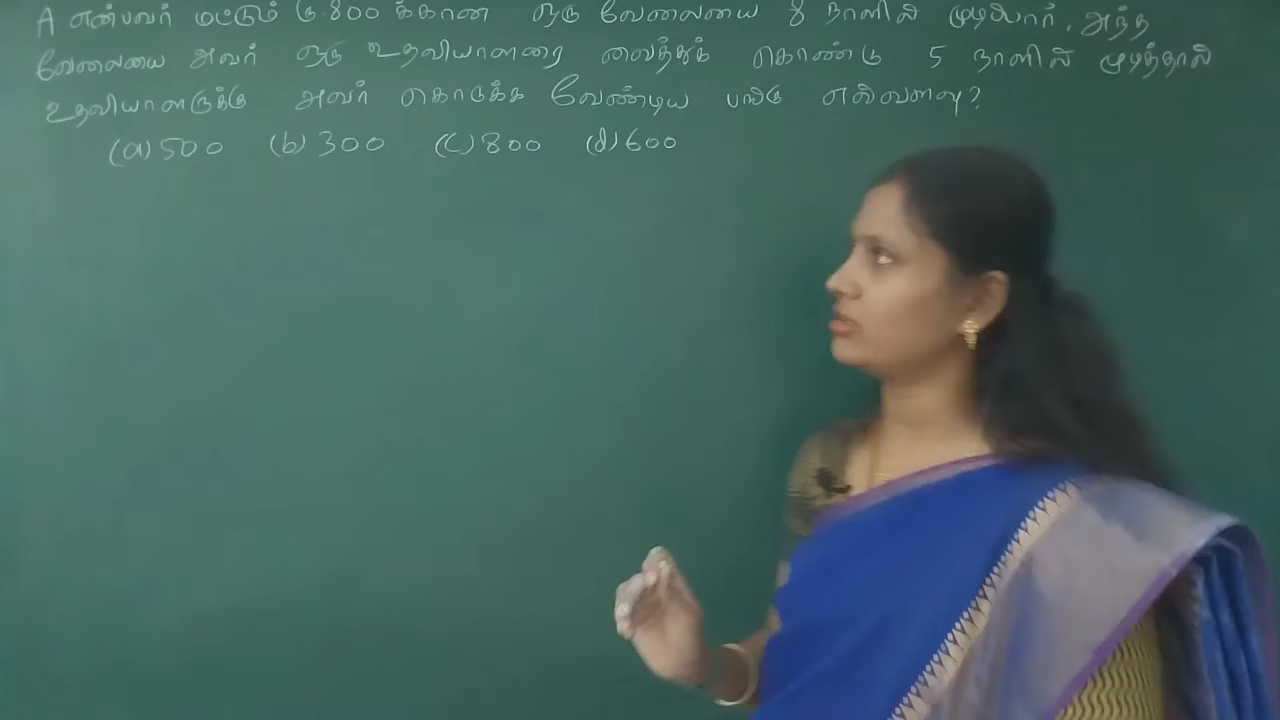 A என்பவர் மட்டும் ரூ.800 க்கான ஒரு வேலையை 8 நாளில் முடிப்பார். அந்த
வேலையை அவர் ஒரு உதவியாளரை வைத்துக் கொண்டு 5 நாளில் முடித்தால்
உதவியாளருக்கு அவர் கொடுக்க வேண்டிய பங்கு எவ்வளவு?
(a) 500 (b) 300 (c) 800 (d) 600